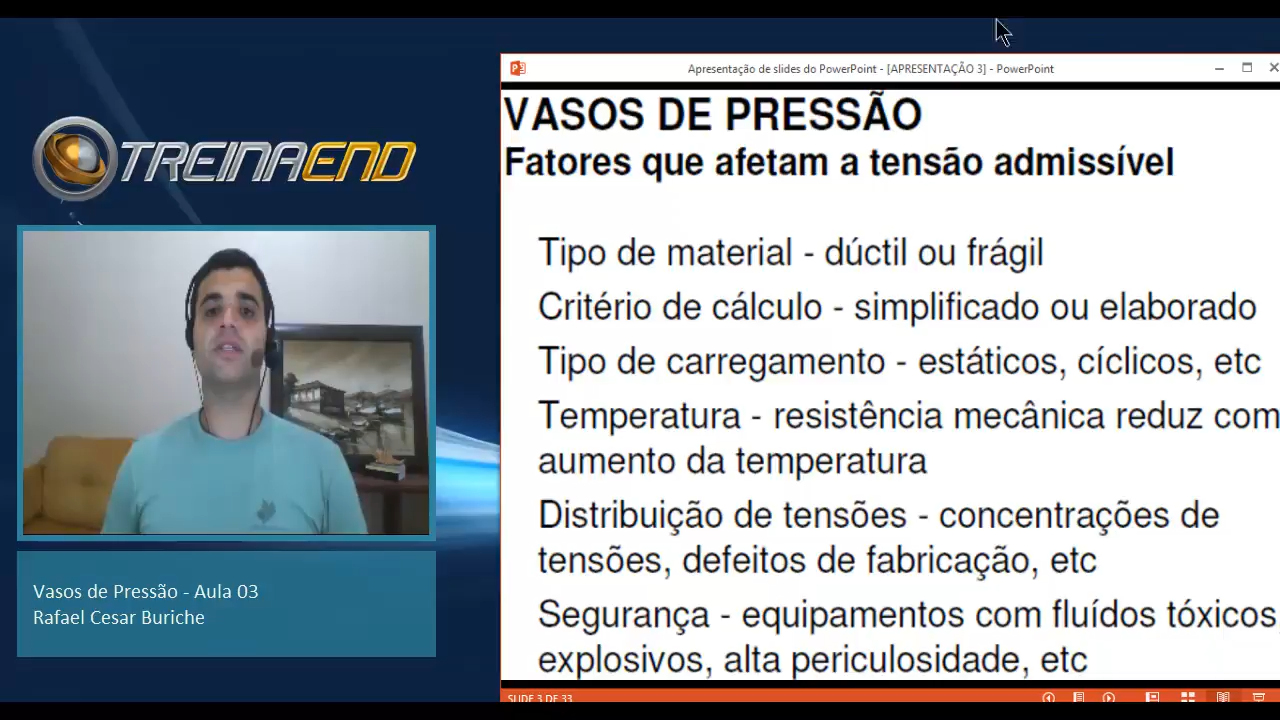 TREINAEND
Vasos de Pressão - Aula 03
Rafael Cesar Buriche
Apresentação de slides do PowerPoint - [APRESENTAÇÃO 3] - PowerPoint
VASOS DE PRESSÃO
Fatores que afetam a tensão admissível
Tipo de material - dúctil ou frágil
Critério de cálculo - simplificado ou elaborado
Tipo de carregamento - estáticos, cíclicos, etc
Temperatura - resistência mecânica reduz com
aumento da temperatura
Distribuição de tensões - concentrações de
tensões, defeitos de fabricação, etc
Segurança - equipamentos com fluídos tóxicos,
explosivos, alta periculosidade, etc
SLIDE 3 DE 33